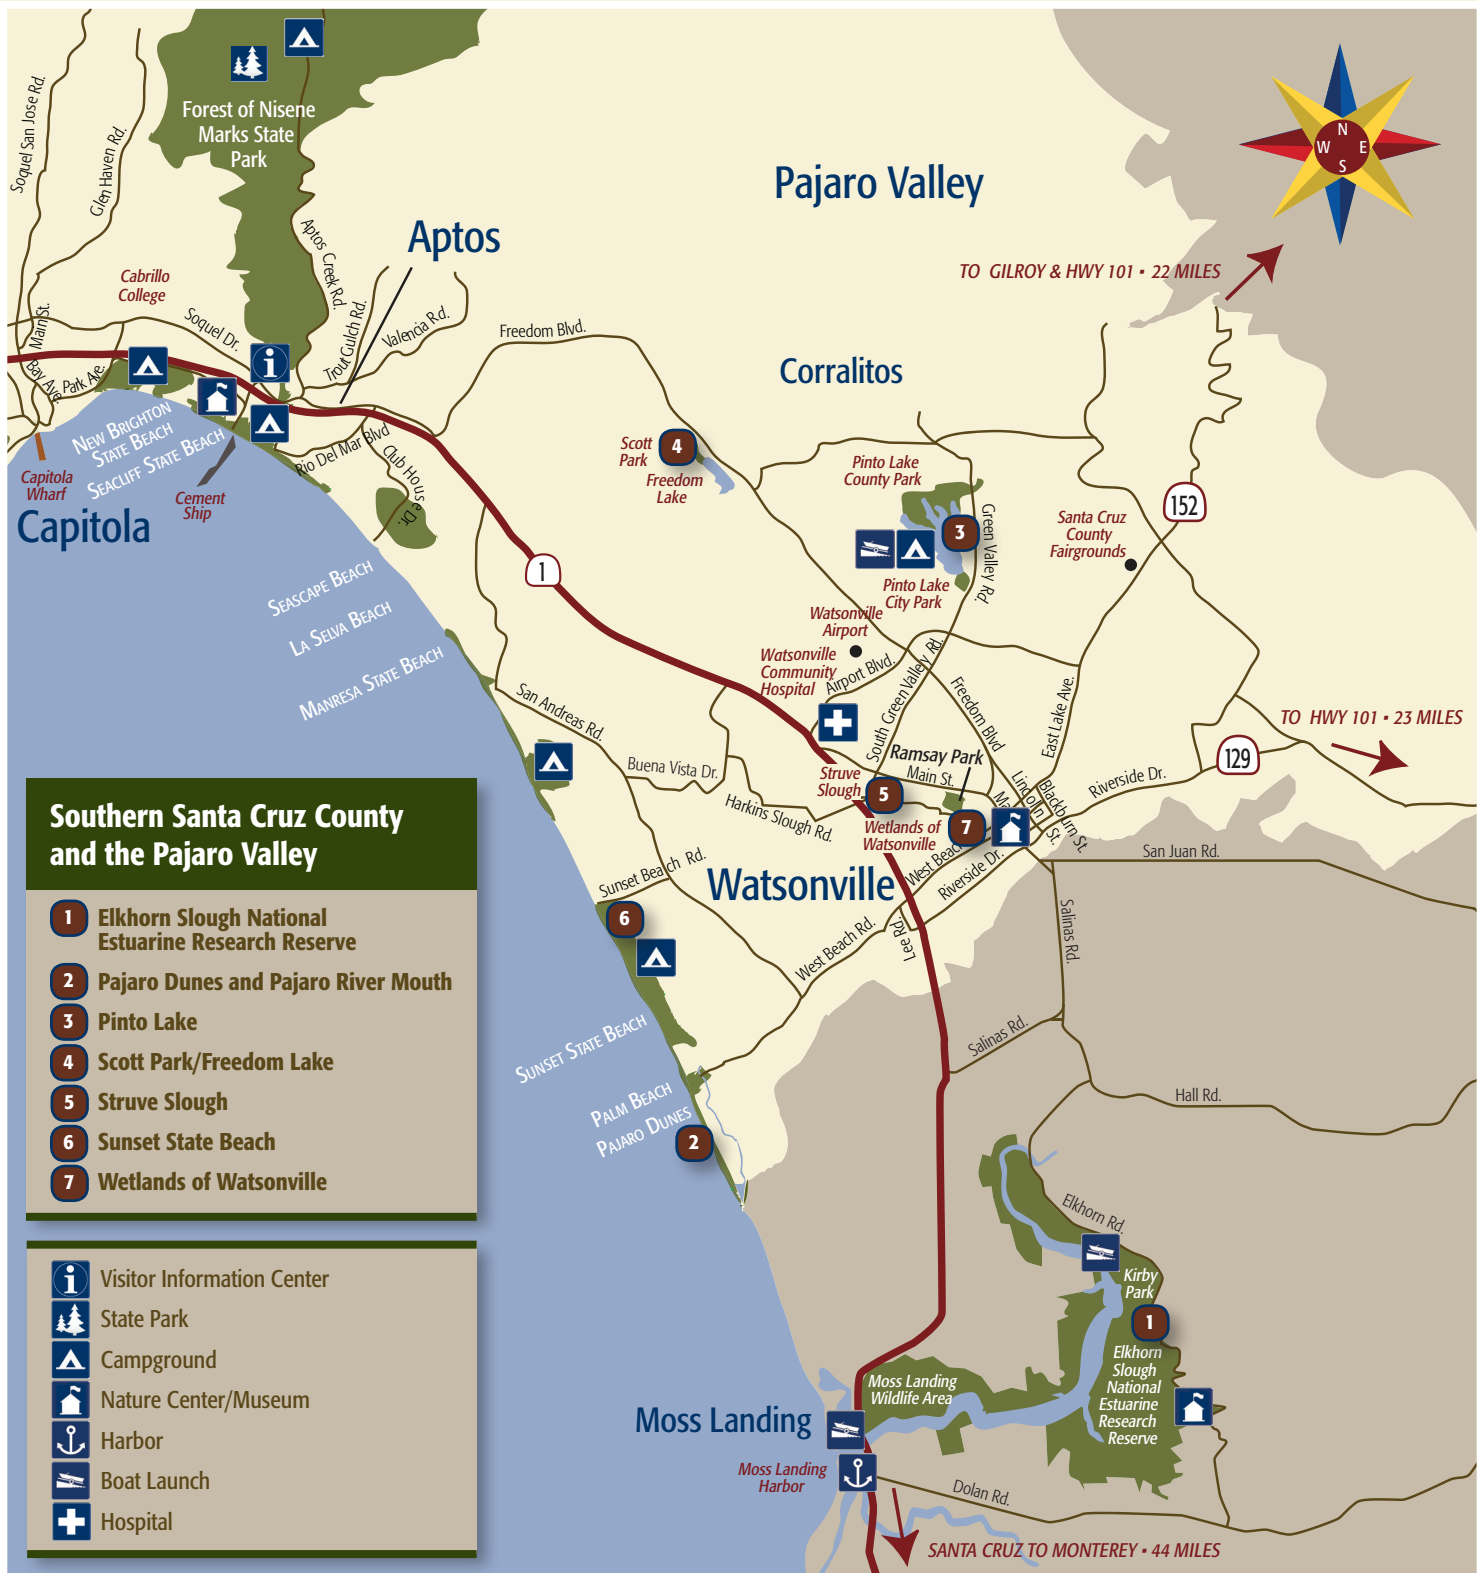 Soquel San Jose Rd.
Glen Haven Rd.
Forest of Nisene
Marks State
Park
Pajaro Valley
N
W E
S
Aptos
TO GILROY & HWY 101 • 22 MILES
Cabrillo
College
Aptos Creek Rd.
Main St.
Soquel Dr.
Trout Gulch Rd.
Valencia Rd.
Freedom Blvd.
Bay Ave.
Park Ave.
Corralitos
NEW BRIGHTON
STATE BEACH
SEACLIFF STATE BEACH
Rio Del Mar Blvd
Club House Dr.
Capitola
Wharf
Cement
Ship
Capitola
Scott
Park
4
Freedom
Lake
Pinto Lake
County Park
3
Green Valley Rd.
Pinto Lake
City Park
152
Santa Cruz
County
Fairgrounds
1
SEASCAPE BEACH
LA SELVA BEACH
MANRESA STATE BEACH
Watsonville
Airport
Watsonville
Community
Hospital
Airport Blvd.
South Green Valley Rd.
Freedom Blvd
East Lake Ave.
TO HWY 101 • 23 MILES
129
San Andreas Rd.
Buena Vista Dr.
Harkins Slough Rd.
Struve
Slough
5
Ramsay Park
Main St.
Ma
Lincoln St.
Blackburn St.
Riverside Dr.
Wetlands of
Watsonville
7
West Beac
Riverside Dr.
San Juan Rd.
Sunset Beach Rd.
Watsonville
6
West Beach Rd.
Lee Rd.
Salinas Rd.
Salinas Rd.
SUNSET STATE BEACH
PALM BEACH
PAJARO DUNES
2
Hall Rd.
Elkhorn Rd.
Kirby
Park
1
Elkhorn
Slough
National
Estuarine
Research
Reserve
Moss Landing
Wildlife Area
Moss Landing
Moss Landing
Harbor
Dolan Rd.
SANTA CRUZ TO MONTEREY • 44 MILES
Southern Santa Cruz County
and the Pajaro Valley
1 Elkhorn Slough National
Estuarine Research Reserve
2 Pajaro Dunes and Pajaro River Mouth
3 Pinto Lake
4 Scott Park/Freedom Lake
5 Struve Slough
6 Sunset State Beach
7 Wetlands of Watsonville
i Visitor Information Center
State Park
Campground
Nature Center/Museum
Harbor
Boat Launch
Hospital